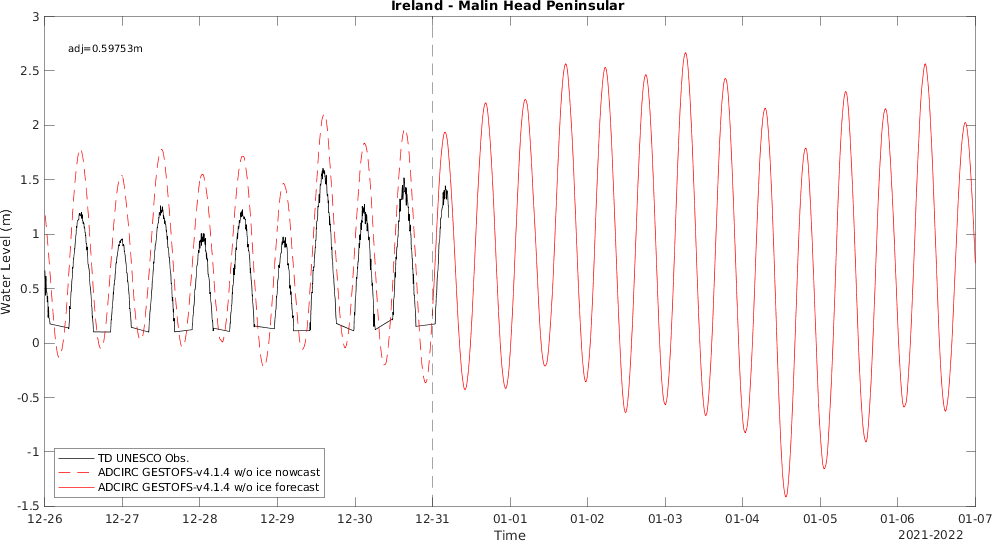 Ireland - Malin Head Peninsular
adj=0.59753m
Water Level (m)
3
2.5
2
1.5
1
0.5
0
-0.5
-1
-1.5
TD UNESCO Obs.
ADCIRC GESTOFS-v4.1.4 w/o ice nowcast
ADCIRC GESTOFS-v4.1.4 w/o ice forecast
12-26 12-27 12-28 12-29 12-30 12-31 01-01 01-02 01-03 01-04 01-05 01-06 01-07
Time
2021-2022